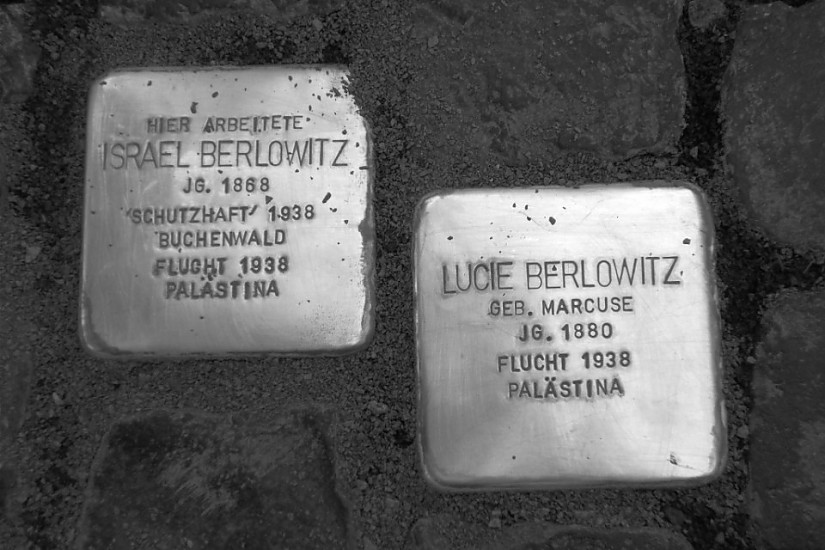 HIER ARBEITETE
ISRAEL BERLOWITZ
JG. 1868
'SCHUTZHAFT' 1938
BUCHENWALD
FLUCHT 1938
PALÄSTINA
LUCIE BERLOWITZ
GEB. MARCUSE
JG. 1880
FLUCHT 1938
PALÄSTINA